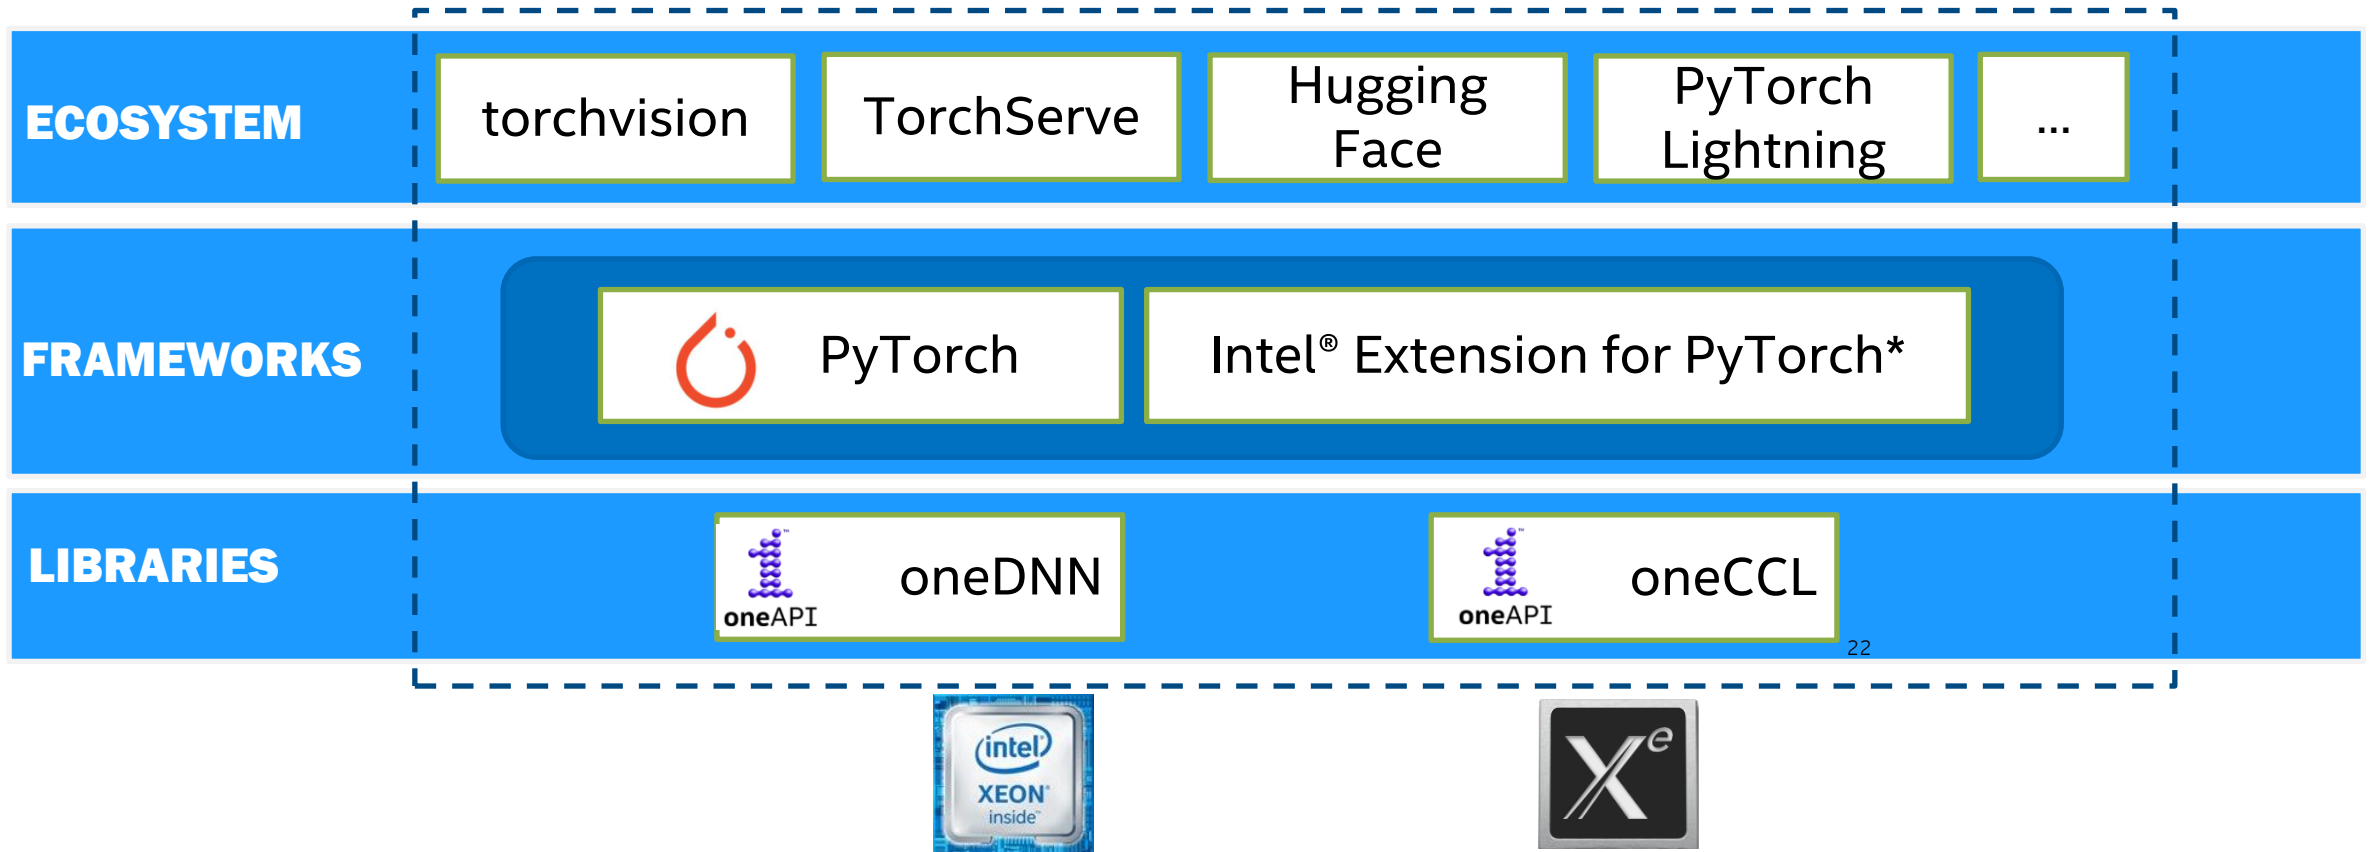 ECOSYSTEM
torchvision
TorchServe
Hugging
Face
PyTorch
Lightning
...
FRAMEWORKS
PyTorch
Intel® Extension for PyTorch*
LIBRARIES
oneAPI
oneDNN
oneAPI
oneCCL
22
intel
XEON
inside™
Xe